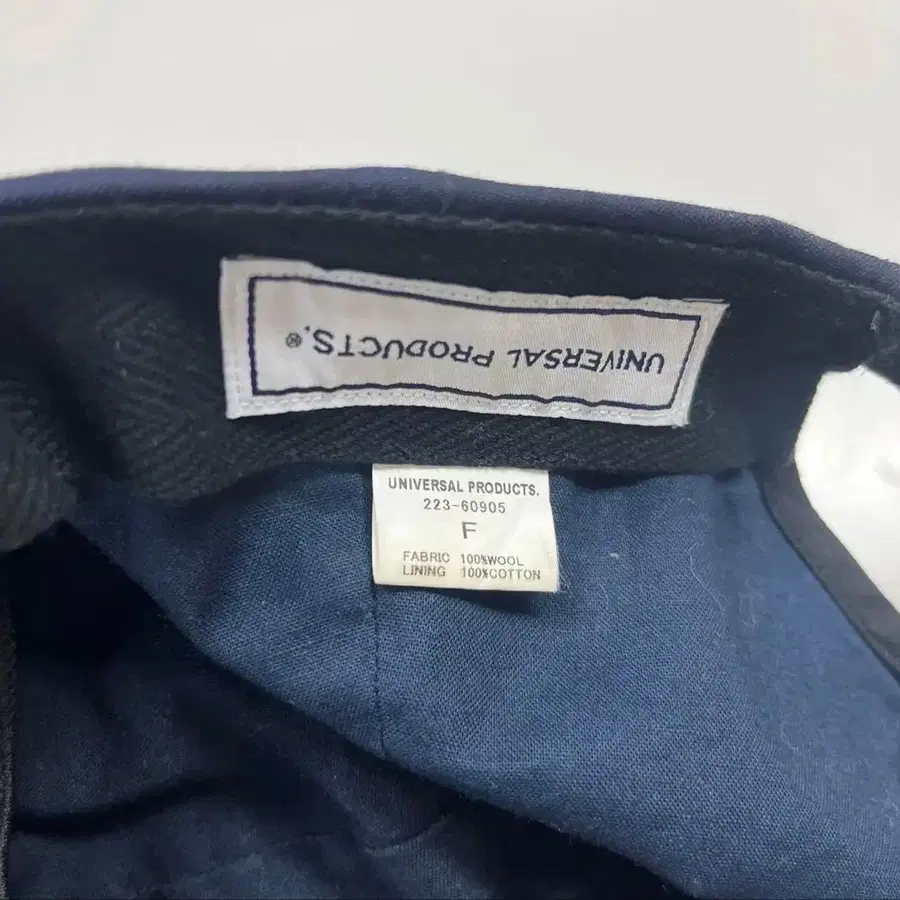 UNIVERSAL PRODUCTS.®
UNIVERSAL PRODUCTS.
223-60905
F
FABRIC 100%WOOL
LINING 100%COTTON